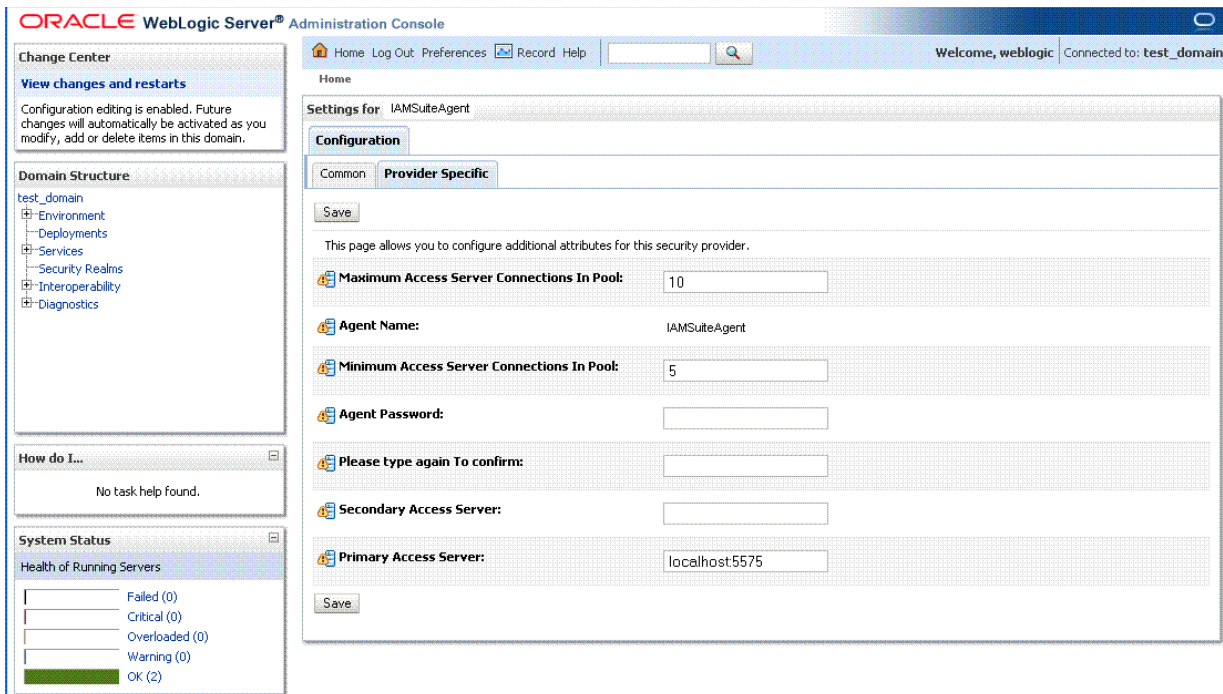 ORACLE WebLogic Server® Administration Console
Change Center
View changes and restarts
Configuration editing is enabled. Future
changes will automatically be activated as you
modify, add or delete items in this domain.
Domain Structure
test_domain
Environment
Deployments
Services
Security Realms
Interoperability
Diagnostics
How do I...
No task help found.
System Status
Health of Running Servers
Failed (0)
Critical (0)
Overloaded (0)
Warning (0)
OK (2)
Home Log Out Preferences Record Help
Welcome, weblogic Connected to: test_domain
Home
Settings for IAMSuiteAgent
Configuration
Common Provider Specific
Save
This page allows you to configure additional attributes for this security provider.
Maximum Access Server Connections In Pool: 10
Agent Name: IAMSuiteAgent
Minimum Access Server Connections In Pool: 5
Agent Password:
Please type again To confirm:
Secondary Access Server:
Primary Access Server: localhost:5575
Save